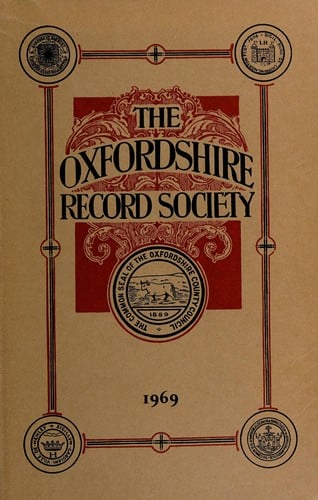 THE
OXFORDSHIRE
RECORD SOCIETY
THE COMMON SEAL OF THE OXFORDSHIRE COUNTY COUNCIL
1889
1969
L H
H